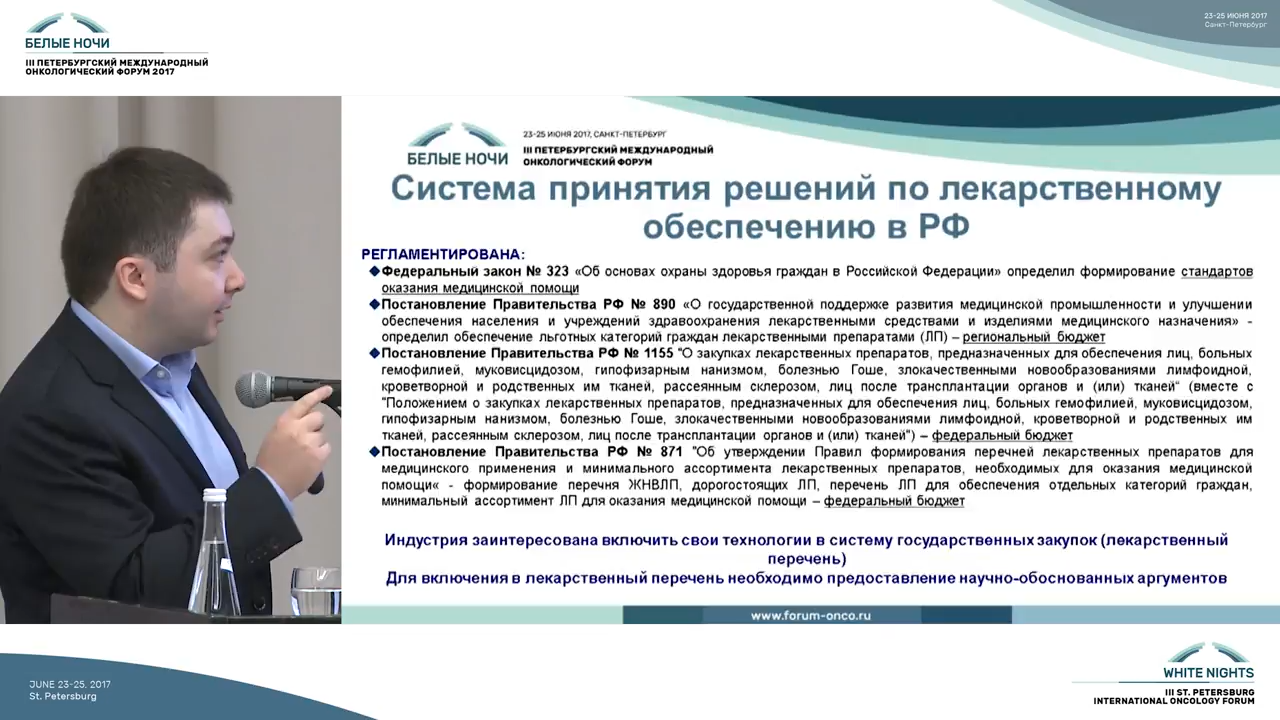 БЕЛЫЕ НОЧИ
III ПЕТЕРБУРГСКИЙ МЕЖДУНАРОДНЫЙ
ОНКОЛОГИЧЕСКИЙ ФОРУМ 2017
23-25 ИЮНЯ 2017
Санкт-Петербург
БЕЛЫЕ НОЧИ
23-25 ИЮНЯ 2017, САНКТ-ПЕТЕРБУРГ
III ПЕТЕРБУРГСКИЙ МЕЖДУНАРОДНЫЙ
ОНКОЛОГИЧЕСКИЙ ФОРУМ
Система принятия решений по лекарственному
обеспечению в РФ
РЕГЛАМЕНТИРОВАНА:
◆Федеральный закон № 323 «Об основах охраны здоровья граждан в Российской Федерации» определил формирование стандартов
оказания медицинской помощи
◆Постановление Правительства РФ № 890 «О государственной поддержке развития медицинской промышленности и улучшении
обеспечения населения и учреждений здравоохранения лекарственными средствами и изделиями медицинского назначения» -
определил обеспечение льготных категорий граждан лекарственными препаратами (ЛП) – региональный бюджет
◆Постановление Правительства РФ № 1155 "О закупках лекарственных препаратов, предназначенных для обеспечения лиц, больных
гемофилией, муковисцидозом, гипофизарным нанизмом, болезнью Гоше, злокачественными новообразованиями лимфоидной,
кроветворной и родственных им тканей, рассеянным склерозом, лиц после трансплантации органов и (или) тканей“ (вместе с
"Положением о закупках лекарственных препаратов, предназначенных для обеспечения лиц, больных гемофилией, муковисцидозом,
гипофизарным нанизмом, болезнью Гоше, злокачественными новообразованиями лимфоидной, кроветворной и родственных им
тканей, рассеянным склерозом, лиц после трансплантации органов и (или) тканей") – федеральный бюджет
◆Постановление Правительства РФ № 871 "Об утверждении Правил формирования перечней лекарственных препаратов для
медицинского применения и минимального ассортимента лекарственных препаратов, необходимых для оказания медицинской
помощи“ - формирование перечня ЖНВЛП, дорогостоящих ЛП, перечень ЛП для обеспечения отдельных категорий граждан,
минимальный ассортимент ЛП для оказания медицинской помощи – федеральный бюджет
Индустрия заинтересована включить свои технологии в систему государственных закупок (лекарственный
перечень)
Для включения в лекарственный перечень необходимо предоставление научно-обоснованных аргументов
www.forum-onco.ru
JUNE 23-25, 2017
St. Petersburg
WHITE NIGHTS
III ST. PETERSBURG
INTERNATIONAL ONCOLOGY FORUM